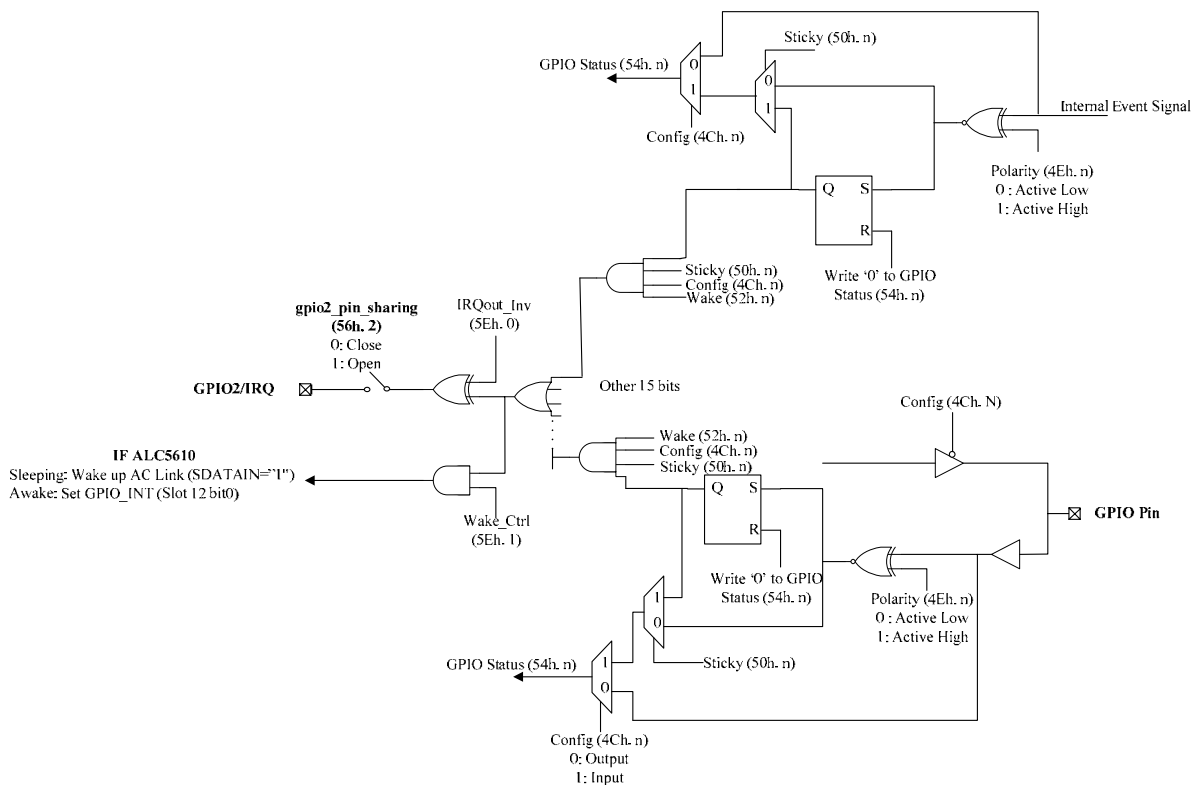 Sticky (50h. n)
GPIO Status (54h. n)
0
1
0
1
Internal Event Signal
Config (4Ch. n)
Polarity (4Eh. n)
0 : Active Low
1: Active High
Q S
R
Write ‘0’ to GPIO
Status (54h. n)
Sticky (50h. n)
Config (4Ch. n)
Wake (52h. n)
gpio2_pin_sharing
(56h. 2)
0: Close
1: Open
IRQout_Inv
(5Eh. 0)
GPIO2/IRQ
Other 15 bits
Config (4Ch. N)
Wake (52h. n)
Config (4Ch. n)
Sticky (50h. n)
IF ALC5610
Sleeping: Wake up AC Link (SDATAIN="1")
Awake: Set GPIO_INT (Slot 12 bit0)
Wake_Ctrl
(5Eh. 1)
Q S
R
GPIO Pin
Write ‘0’ to GPIO
Status (54h. n)
Polarity (4Eh. n)
0 : Active Low
1: Active High
1
0
Sticky (50h. n)
GPIO Status (54h. n)
1
0
Config (4Ch. n)
0: Output
1: Input